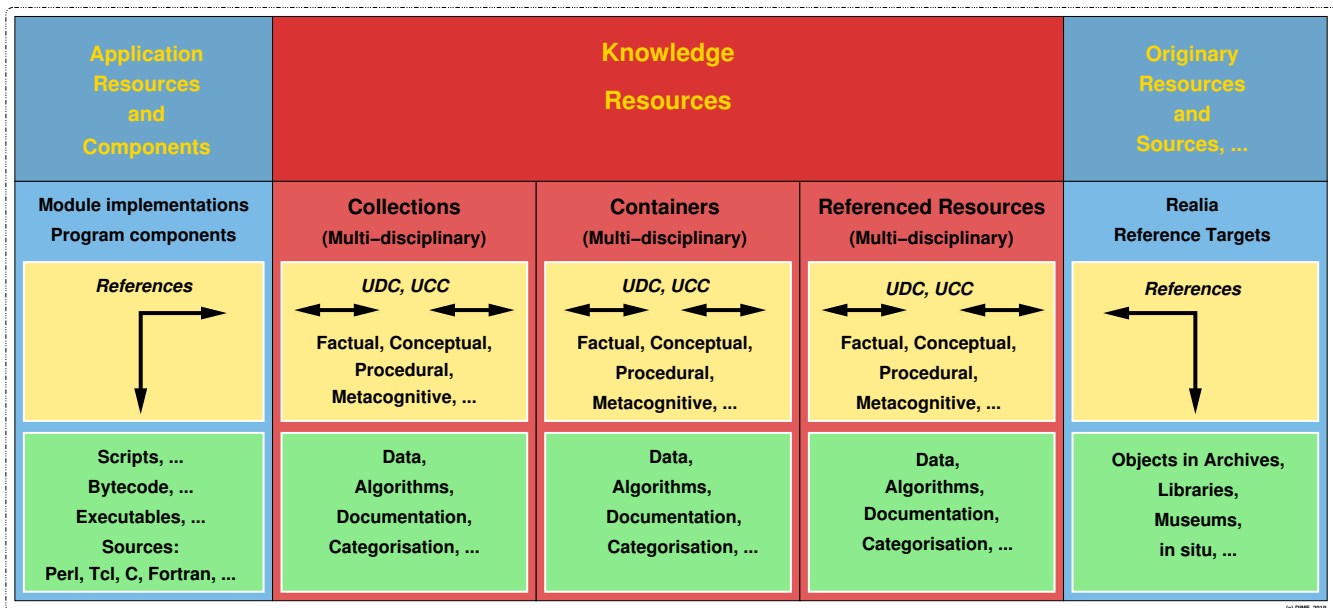 Application
Resources
and
Components
Knowledge
Resources
Originary
Resources
and
Sources, ...
Module implementations
Program components
References
Scripts, ...
Bytecode, ...
Executables, ...
Sources:
Perl, Tcl, C, Fortran, ...
Collections
(Multi−disciplinary)
UDC, UCC
Factual, Conceptual,
Procedural,
Metacognitive, ...
Data,
Algorithms,
Documentation,
Categorisation, ...
Containers
(Multi−disciplinary)
UDC, UCC
Factual, Conceptual,
Procedural,
Metacognitive, ...
Data,
Algorithms,
Documentation,
Categorisation, ...
Referenced Resources
(Multi−disciplinary)
UDC, UCC
Factual, Conceptual,
Procedural,
Metacognitive, ...
Data,
Algorithms,
Documentation,
Categorisation, ...
Realia
Reference Targets
References
Objects in Archives,
Libraries,
Museums,
in situ, ...
(c) DIMF, 2019